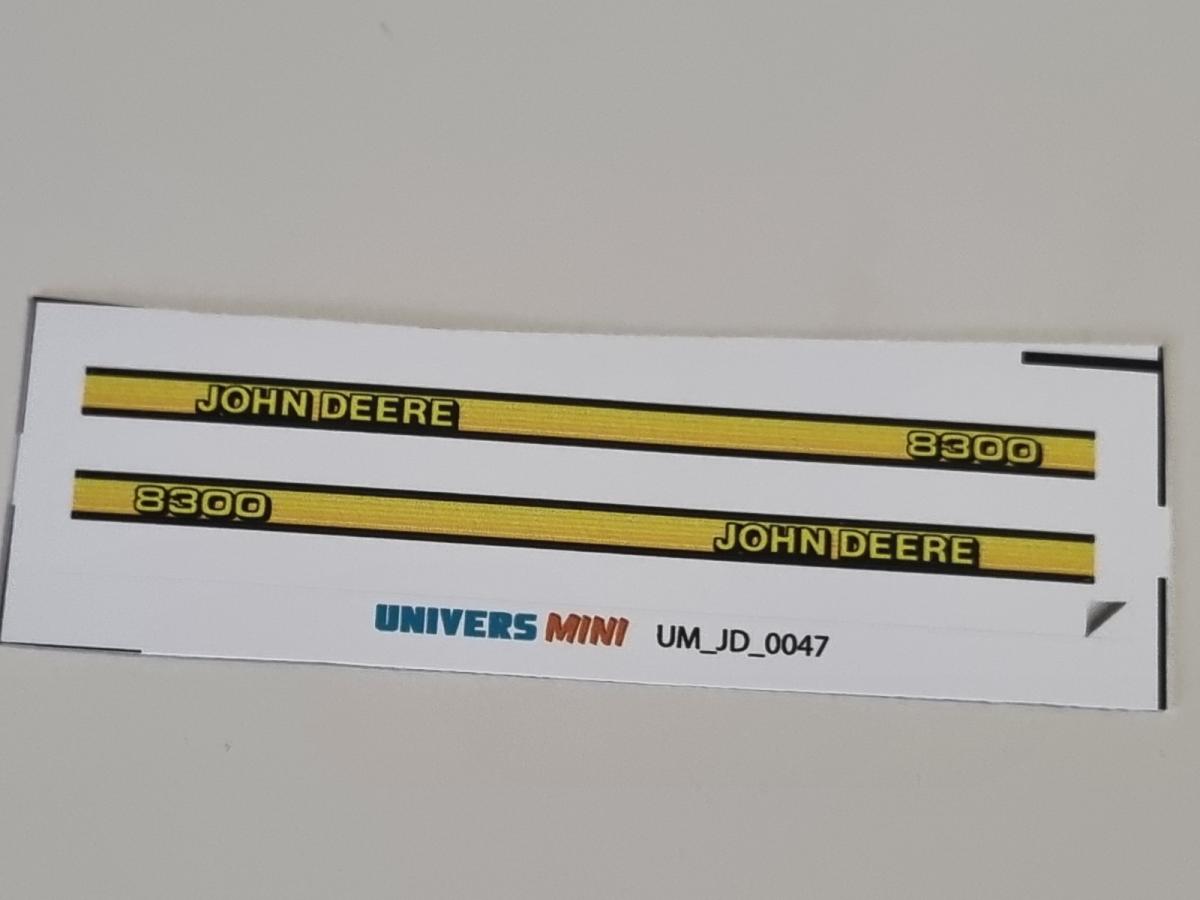 JOHN DEERE 8300
8300 JOHN DEERE
UNIVERS MINI UM_JD_0047